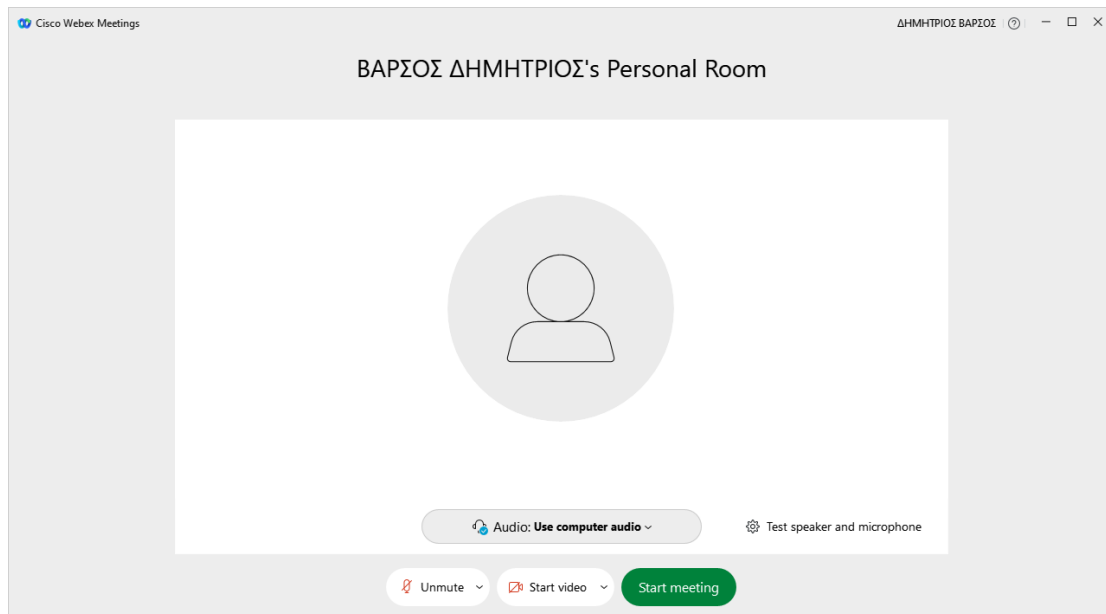 Cisco Webex Meetings
ΔΗΜΗΤΡΙΟΣ ΒΑΡΣΟΣ
ΒΑΡΣΟΣ ΔΗΜΗΤΡΙΟΣ's Personal Room
Audio: Use computer audio
Test speaker and microphone
Unmute
Start video
Start meeting